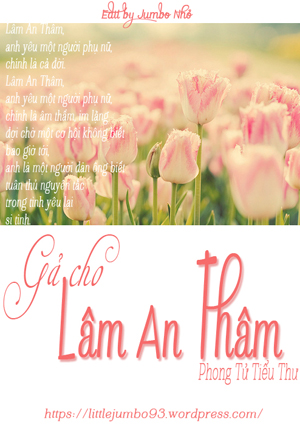 Edit by Jumbo Nhỏ
Lâm An Thâm,
anh yêu một người phụ nữ,
chính là cả đời.
Lâm An Thâm,
anh yêu một người phụ nữ,
chính là âm thầm, im lặng
đợi chờ một cơ hội không biết
bao giờ tới,
anh là một người đàn ông biết
tuân thủ nguyên tắc
trong tình yêu lại
si tình.
Gả cho
Lâm An Thâm
Phong Tử Tiểu Thư
https://littlejumbo93.wordpress.com/